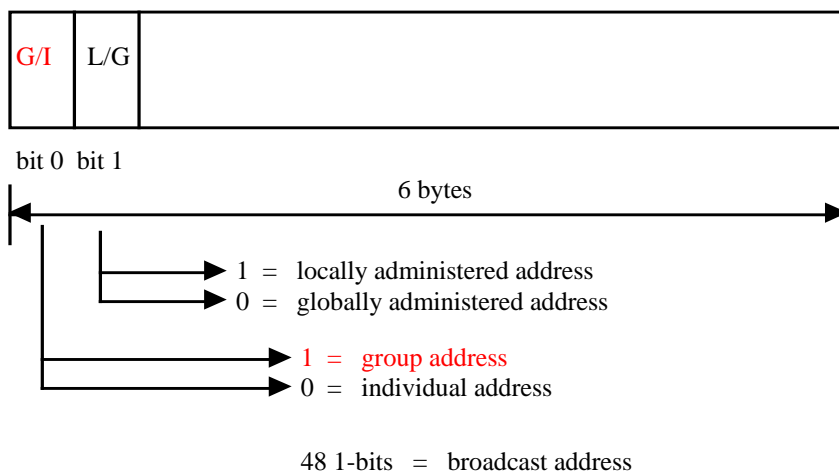 G/I L/G
bit 0 bit 1
6 bytes
1 = locally administered address
0 = globally administered address
1 = group address
0 = individual address
48 1-bits = broadcast address